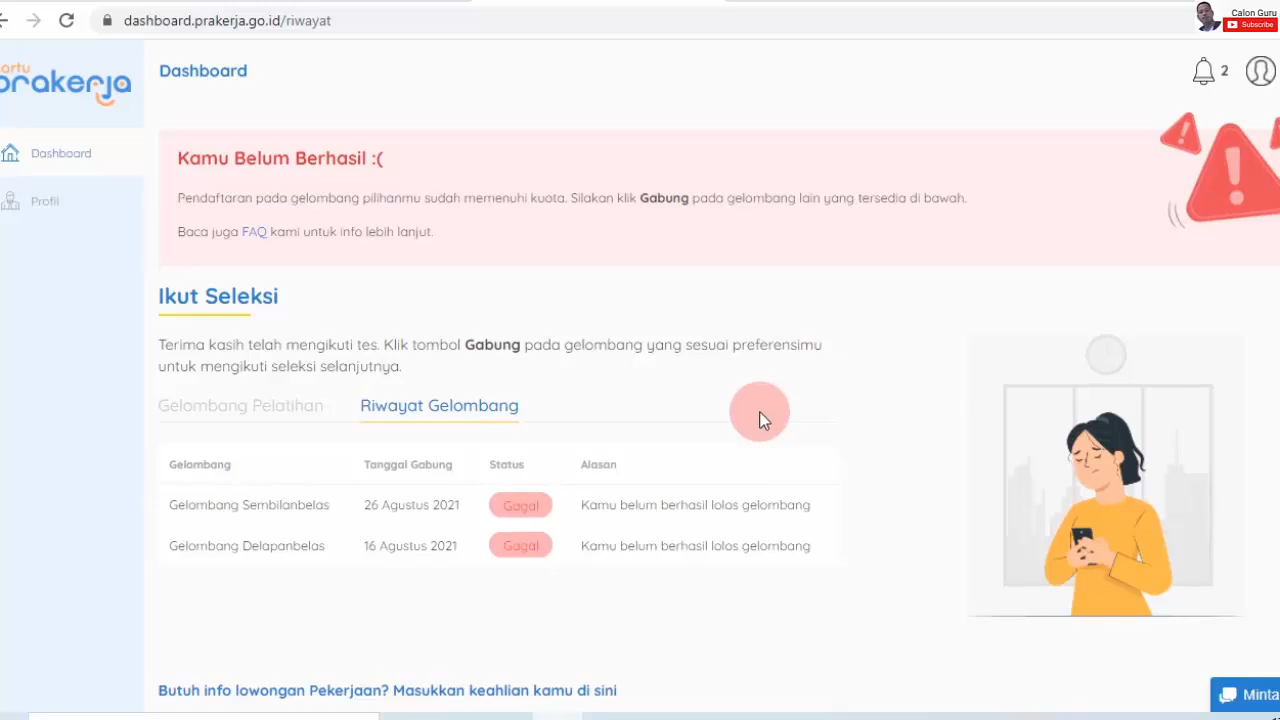 dashboard.prakerja.go.id/riwayat
Calon Guru
Subscribe
artu
prakerja
Dashboard
2
Dashboard
Profil
Kamu Belum Berhasil :(
Pendaftaran pada gelombang pilihanmu sudah memenuhi kuota. Silakan klik Gabung pada gelombang lain yang tersedia di bawah.
Baca juga FAQ kami untuk info lebih lanjut.
Ikut Seleksi
Terima kasih telah mengikuti tes. Klik tombol Gabung pada gelombang yang sesuai preferensimu
untuk mengikuti seleksi selanjutnya.
Gelombang Pelatihan Riwayat Gelombang
Gelombang Tanggal Gabung Status Alasan
Gelombang Sembilanbelas 26 Agustus 2021 Gagal Kamu belum berhasil lolos gelombang
Gelombang Delapanbelas 16 Agustus 2021 Gagal Kamu belum berhasil lolos gelombang
Butuh info lowongan Pekerjaan? Masukkan keahlian kamu di sini
Minta